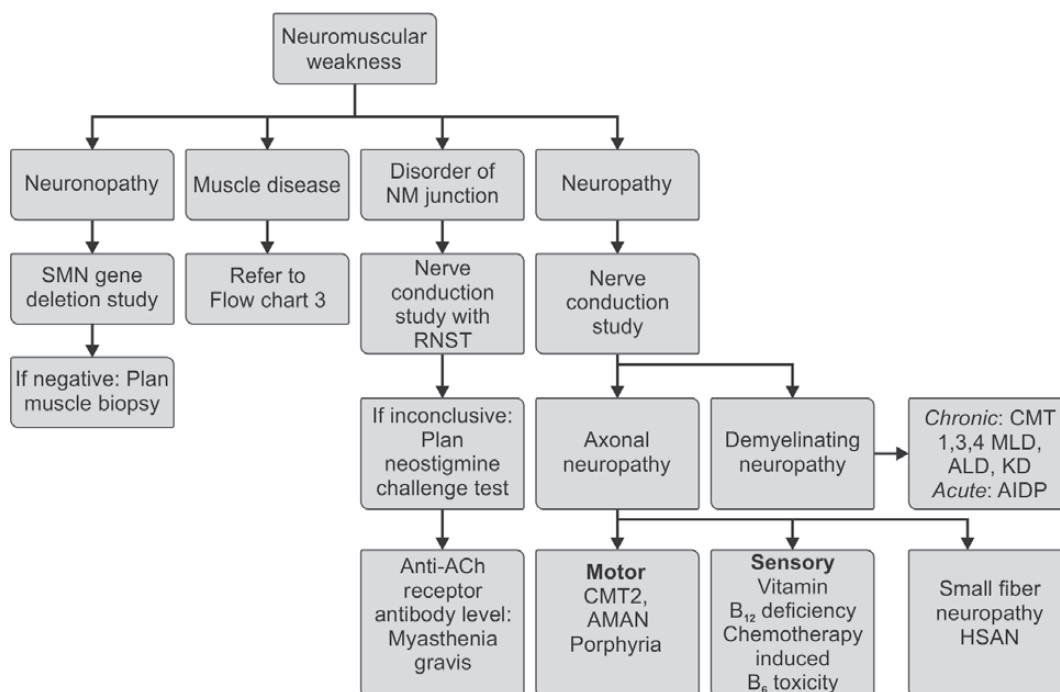 Neuromuscular
weakness
Neuronopathy
Muscle disease
Disorder of
NM junction
Neuropathy
SMN gene
deletion study
Refer to
Flow chart 3
Nerve
conduction
study with
RNST
Nerve
conduction
study
If negative: Plan
muscle biopsy
If inconclusive:
Plan
neostigmine
challenge test
Axonal
neuropathy
Demyelinating
neuropathy
Chronic: CMT
1,3,4 MLD,
ALD, KD
Acute: AIDP
Anti-ACh
receptor
antibody level:
Myasthenia
gravis
Motor
CMT2,
AMAN
Porphyria
Sensory
Vitamin
B₁₂ deficiency
Chemotherapy
induced
B₆ toxicity
Small fiber
neuropathy
HSAN